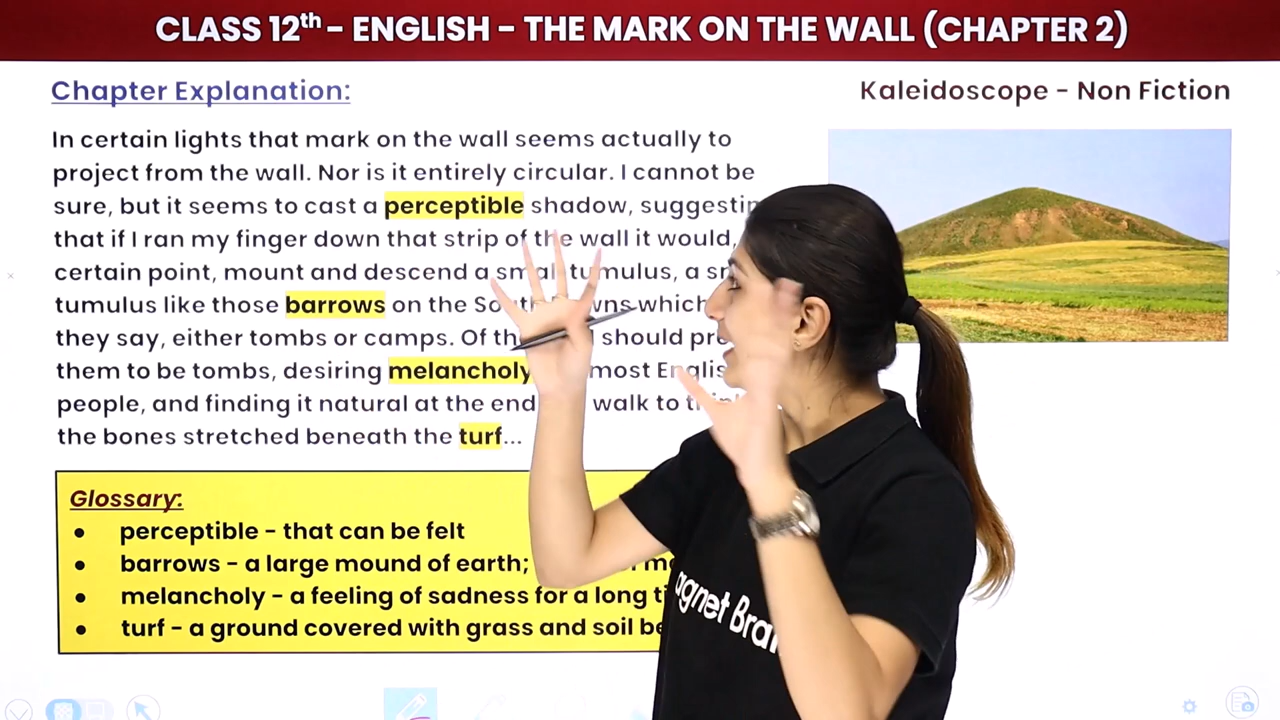 CLASS 12th - ENGLISH - THE MARK ON THE WALL (CHAPTER 2)
Chapter Explanation:
Kaleidoscope - Non Fiction
In certain lights that mark on the wall seems actually to
project from the wall. Nor is it entirely circular. I cannot be
sure, but it seems to cast a perceptible shadow,
that if I ran my finger down that strip of the wall it would,
certain point, mount and descend a small tumulus, a
tumulus like those barrows on the which
they say, either tombs or camps. Of should
them to be tombs, desiring melancholy most
people, and finding it natural at the end walk to
the bones stretched beneath the turf...
Glossary:
● perceptible - that can be felt
● barrows - a large mound of earth;
● melancholy - a feeling of sadness for a long
● turf - a ground covered with grass and soil